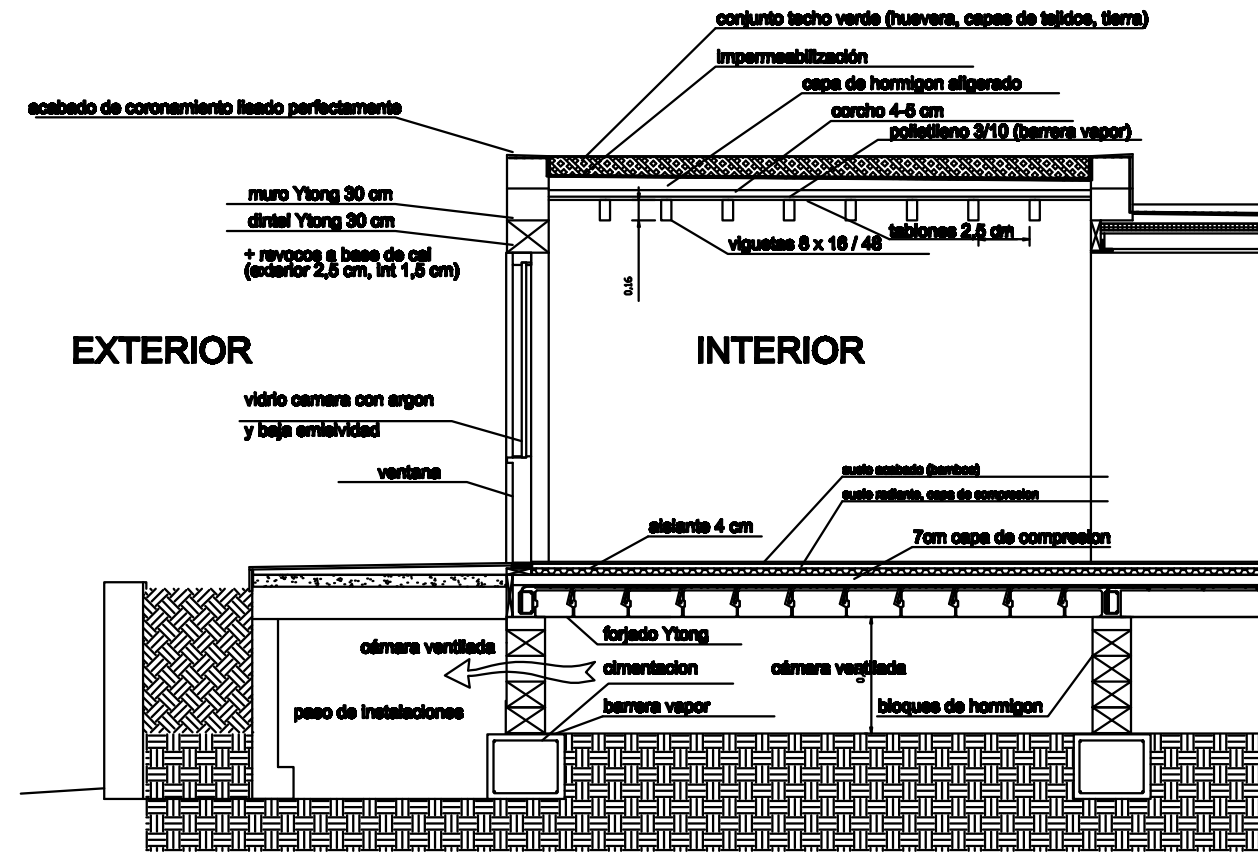 conjunto techo verde (huevera, capas de tejidos, tierra)
impermeabilización
capa de hormigon aligerado
acabado de coronamiento liseado perfectamente
corcho 4-5 cm
polietileno 3/10 (barrera vapor)
muro Ytong 30 cm
dintel Ytong 30 cm
tablones 2,5 cm
viguetas 8 x 16 / 48
+ revocos a base de cal
(exterior 2,5 cm, int 1,5 cm)
0,16
EXTERIOR
INTERIOR
vidrio camara con argon
y baja emisividad
ventana
suelo acabado (bamboo)
suelo radiante, capa de compresion
aislante 4 cm
7cm capa de compresion
forjado Ytong
cámara ventilada
cimentacion
cámara ventilada
paso de instalaciones
barrera vapor
bloques de hormigon